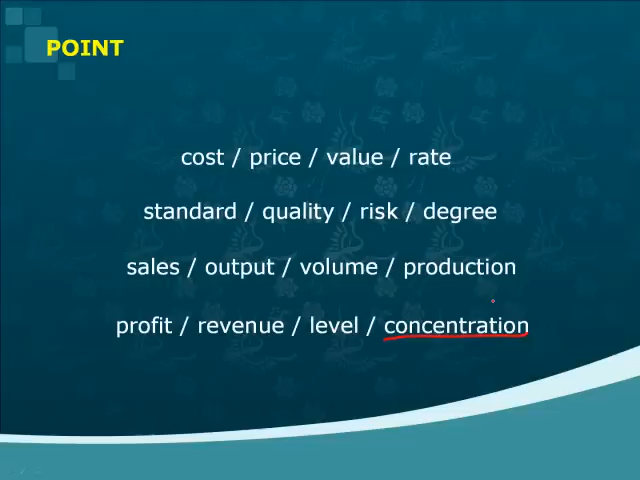 POINT
cost / price / value / rate
standard / quality / risk / degree
sales / output / volume / production
profit / revenue / level / concentration